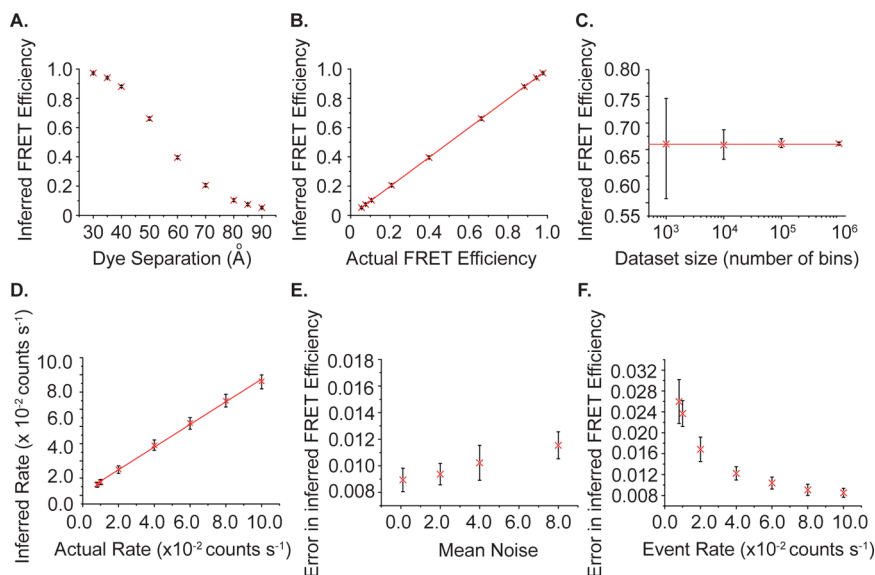 A.
Inferred FRET Efficiency
1.0
0.8
0.6
0.4
0.2
0
30 40 50 60 70 80 90
Dye Separation (Å)
B.
Inferred FRET Efficiency
1.0
0.8
0.6
0.4
0.2
0
0 0.2 0.4 0.6 0.8 1.0
Actual FRET Efficiency
C.
Inferred FRET Efficiency
0.80
0.75
0.70
0.65
0.60
0.55
10³ 10⁴ 10⁵ 10⁶
Dataset size (number of bins)
D.
Inferred Rate (x 10⁻² counts s⁻¹)
10.0
8.0
6.0
4.0
2.0
0.0
0.0 2.0 4.0 6.0 8.0 10.0
Actual Rate (x10⁻² counts s⁻¹)
E.
Error in inferred FRET Efficiency
0.018
0.016
0.014
0.012
0.010
0.008
0.0 2.0 4.0 6.0 8.0
Mean Noise
F.
Error in inferred FRET Efficiency
0.032
0.028
0.024
0.020
0.016
0.012
0.008
0.0 2.0 4.0 6.0 8.0 10.0
Event Rate (x10⁻² counts s⁻¹)